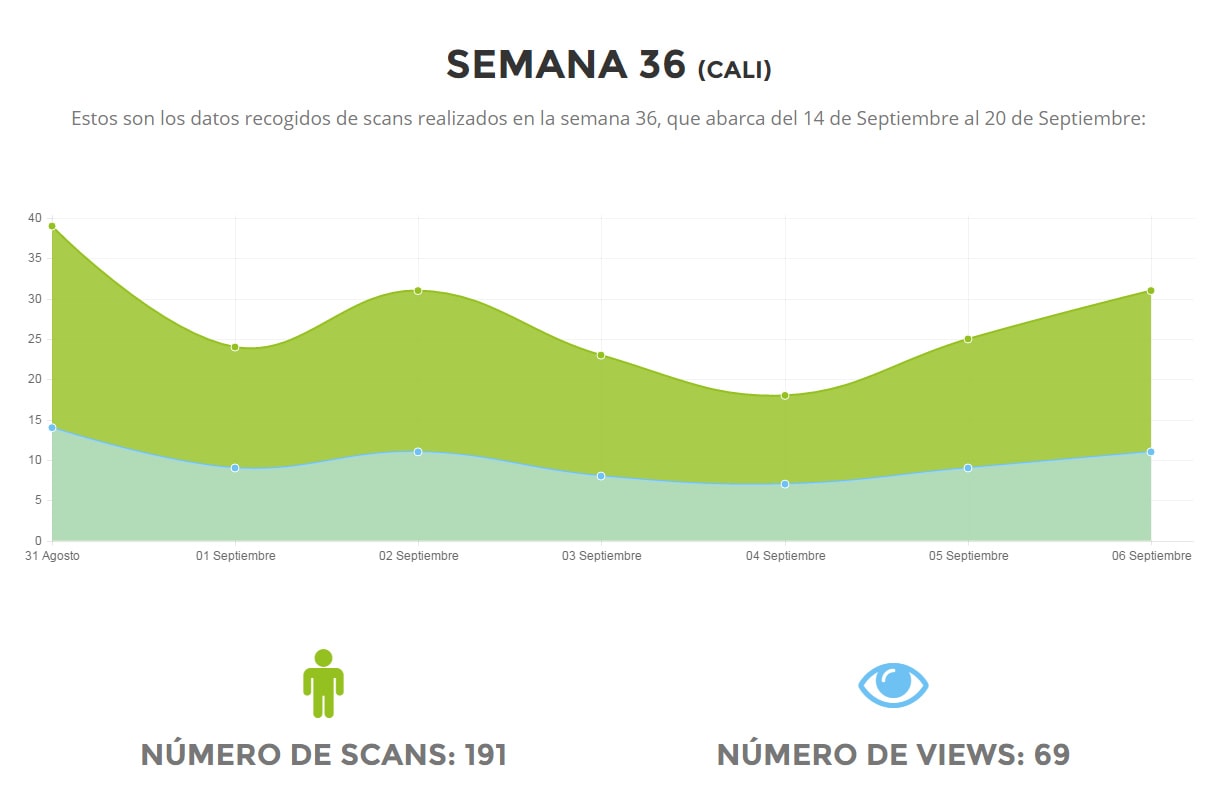 SEMANA 36 (CALI)
Estos son los datos recogidos de scans realizados en la semana 36, que abarca del 14 de Septiembre al 20 de Septiembre:
40
35
30
25
20
15
10
5
0
31 Agosto 01 Septiembre 02 Septiembre 03 Septiembre 04 Septiembre 05 Septiembre 06 Septiembre
NÚMERO DE SCANS: 191 NÚMERO DE VIEWS: 69